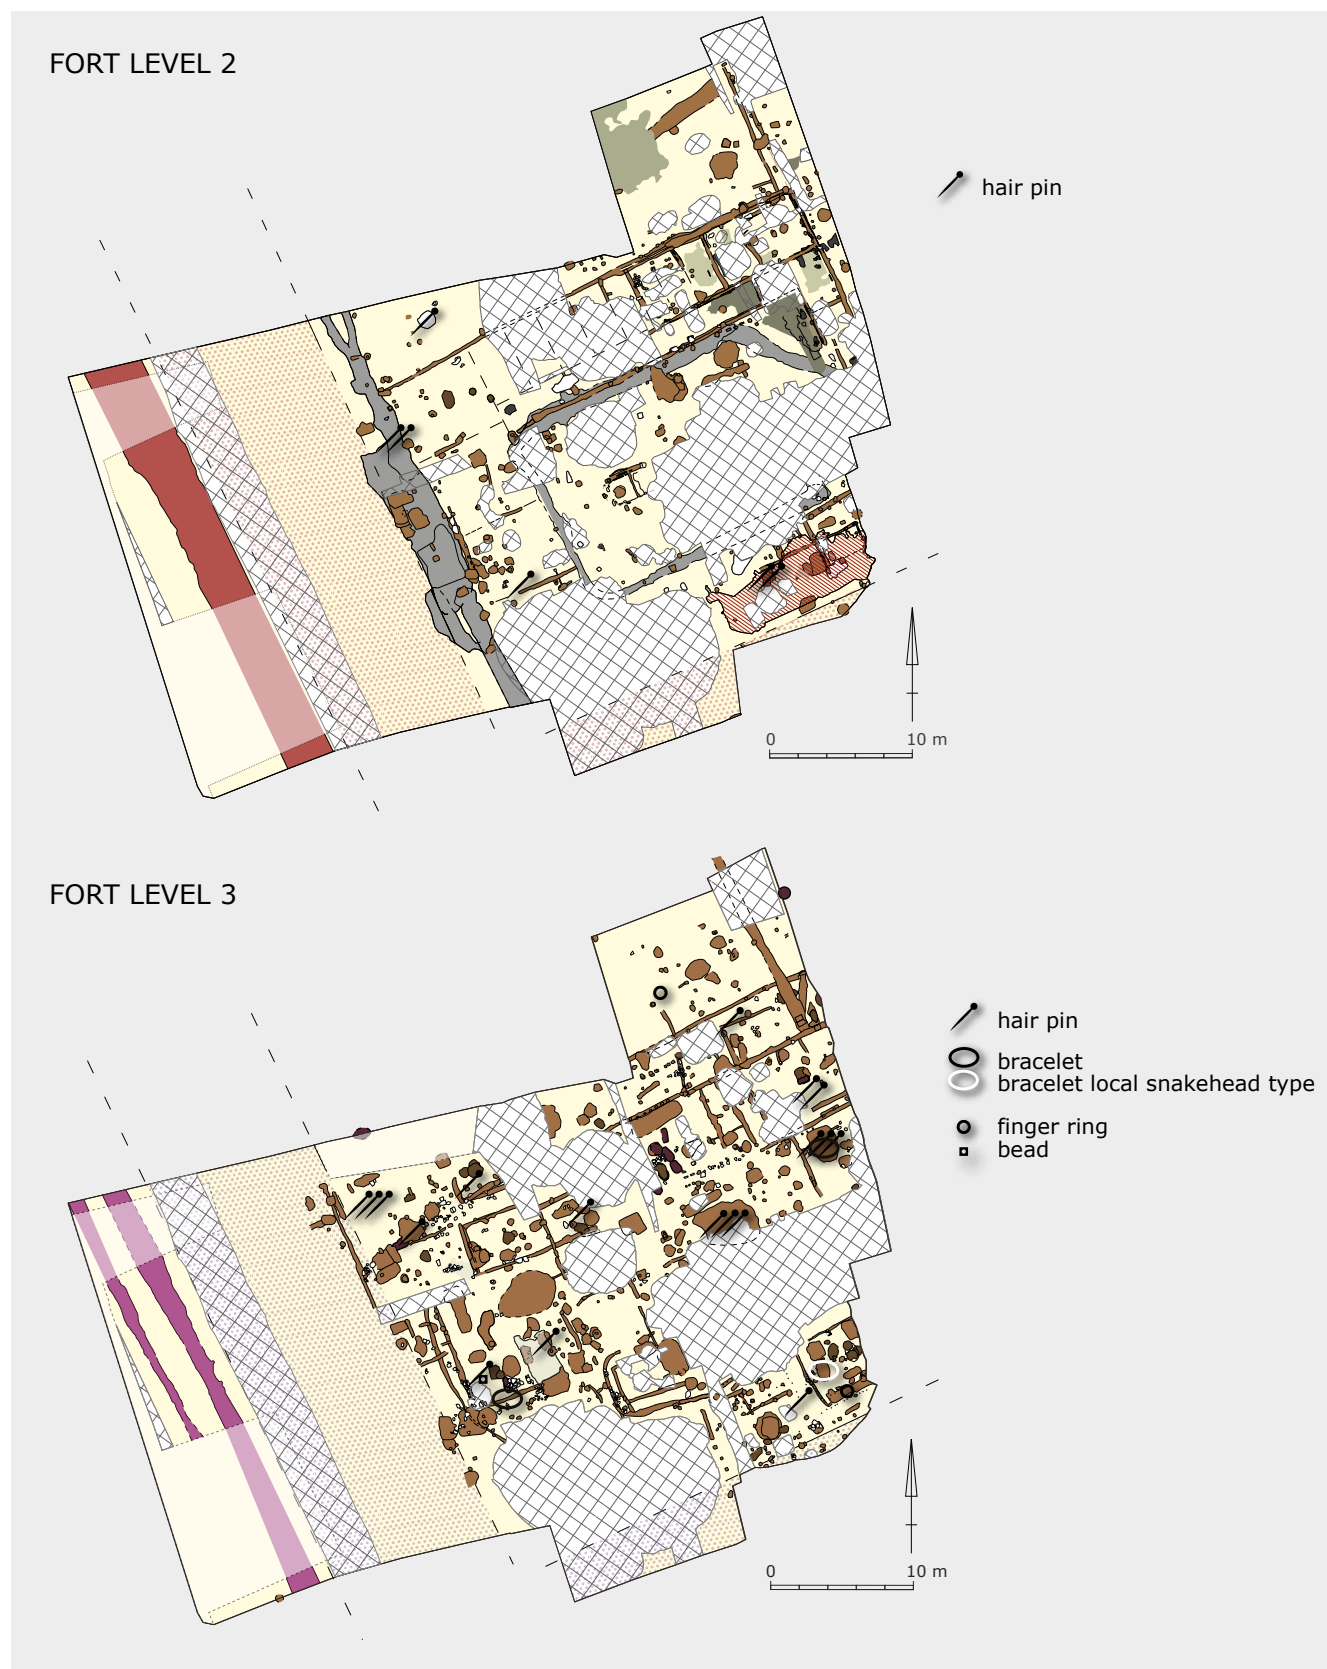 FORT LEVEL 2
hair pin
0 10 m
FORT LEVEL 3
hair pin
bracelet
bracelet local snakehead type
finger ring
bead
0 10 m